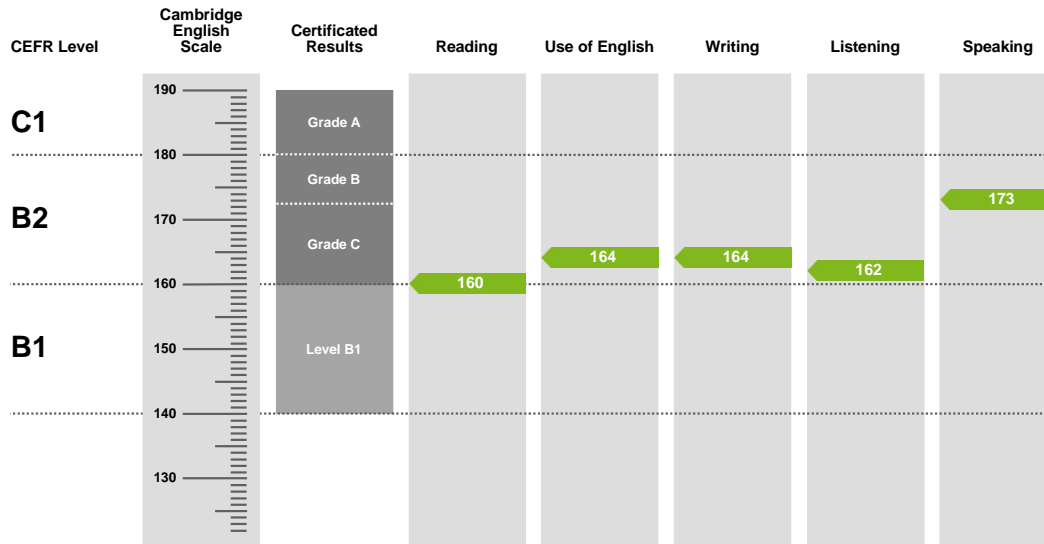 CEFR Level
Cambridge
English
Scale
Certificated
Results
Reading
Use of English
Writing
Listening
Speaking
190
C1
Grade A
180
Grade B
173
B2
170
Grade C
164
164
162
160
160
B1
150
Level B1
140
130